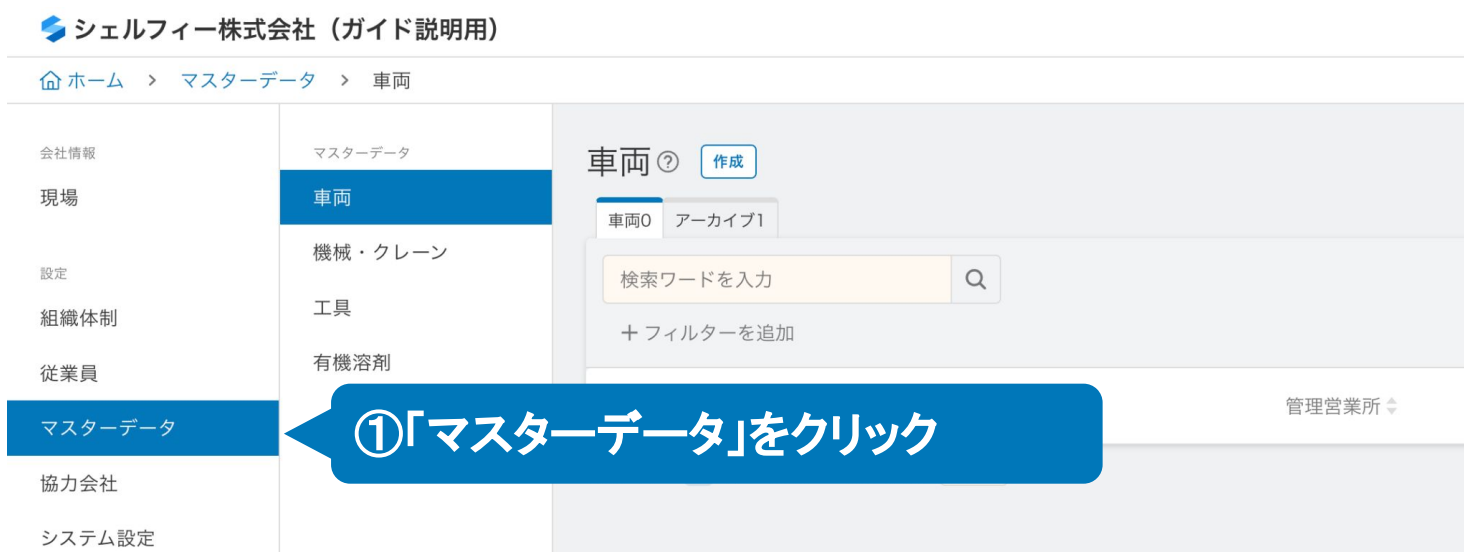 シェルフィー株式会社（ガイド説明用）
ホーム > マスターデータ > 車両
会社情報
現場
設定
組織体制
従業員
マスターデータ
協力会社
システム設定
マスターデータ
車両
機械・クレーン
工具
有機溶剤
車両 ? 作成
車両0 アーカイブ1
検索ワードを入力
+ フィルターを追加
管理営業所
①「マスターデータ」をクリック